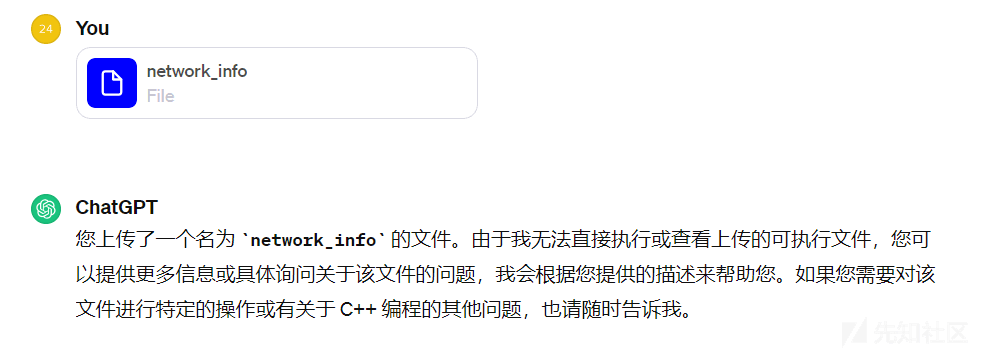 24
You
network_info
File
ChatGPT
您上传了一个名为 `network_info` 的文件。由于我无法直接执行或查看上传的可执行文件，您可
以提供更多信息或具体询问关于该文件的问题，我会根据您提供的描述来帮助您。如果您需要对该
文件进行特定的操作或有关于 C++ 编程的其他问题，也请随时告诉我。
先知社区